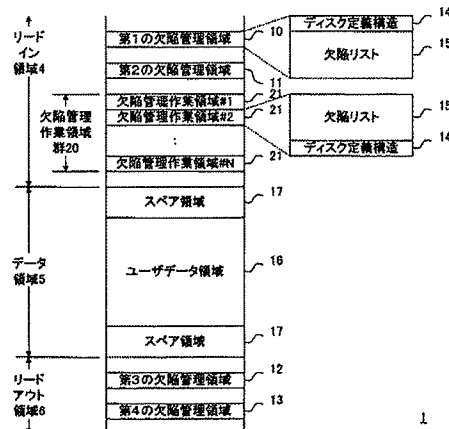 リード
イン
領域4
第1の欠陥管理領域
10
第2の欠陥管理領域
11
欠陥管理
作業領域
群20
欠陥管理作業領域#1
21
欠陥管理作業領域#2
21
:
欠陥管理作業領域#N
21
ディスク定義構造
14
欠陥リスト
15
欠陥リスト
15
ディスク定義構造
14
スペア領域
17
データ
領域5
ユーザデータ領域
16
スペア領域
17
リード
アウト
領域6
第3の欠陥管理領域
12
第4の欠陥管理領域
13
1